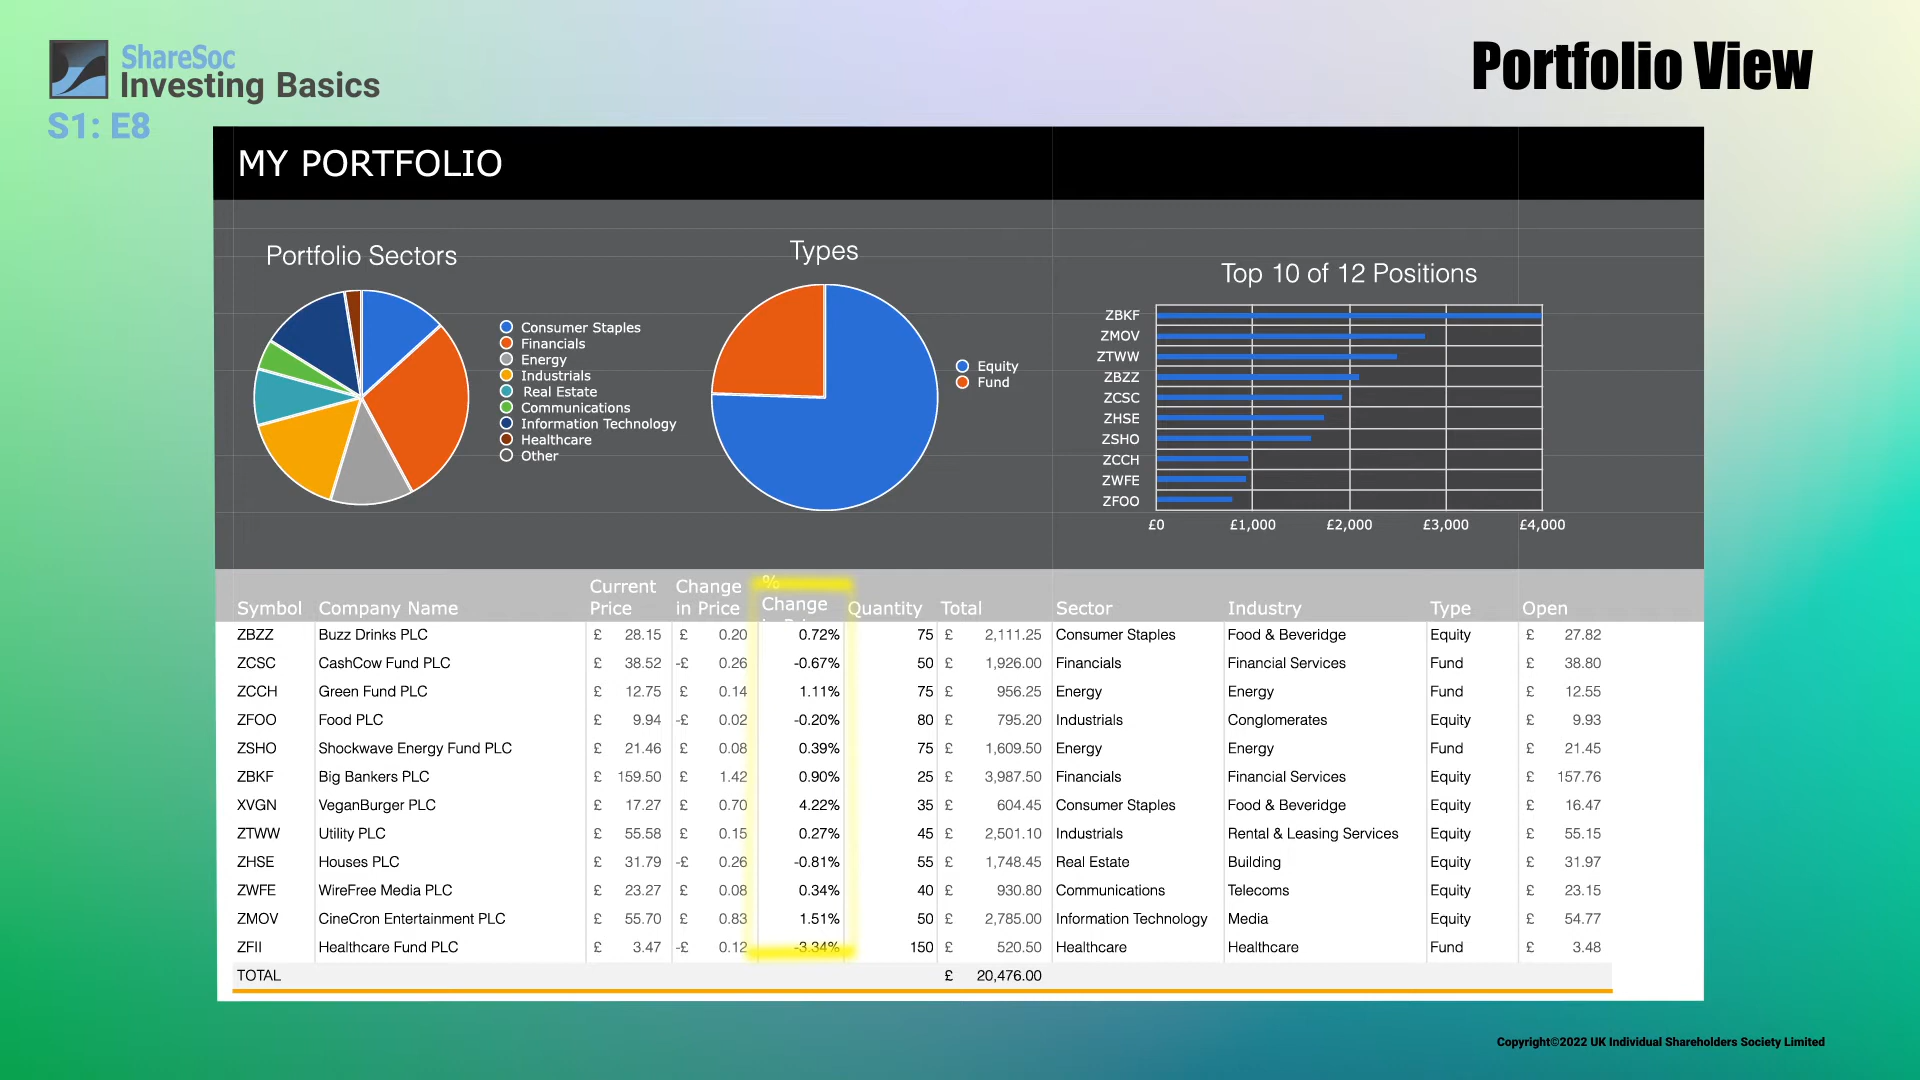 ShareSoc
Investing Basics
S1: E8
Portfolio View
MY PORTFOLIO
Portfolio Sectors
Consumer Staples
Financials
Energy
Industrials
Real Estate
Communications
Information Technology
Healthcare
Other
Types
Equity
Fund
Top 10 of 12 Positions
ZBKF
ZMOV
ZTWW
ZBZZ
ZCSC
ZHSE
ZSHO
ZCCH
ZWFE
ZFOO
£0 £1,000 £2,000 £3,000 £4,000
Symbol Company Name Current Price Change in Price % Change Quantity Total Sector Industry Type Open
ZBZZ Buzz Drinks PLC £ 28.15 £ 0.20 0.72% 75 £ 2,111.25 Consumer Staples Food & Beveridge Equity £ 27.82
ZCSC CashCow Fund PLC £ 38.52 -£ 0.26 -0.67% 50 £ 1,926.00 Financials Financial Services Fund £ 38.80
ZCCH Green Fund PLC £ 12.75 £ 0.14 1.11% 75 £ 956.25 Energy Energy Fund £ 12.55
ZFOO Food PLC £ 9.94 -£ 0.02 -0.20% 80 £ 795.20 Industrials Conglomerates Equity £ 9.93
ZSHO Shockwave Energy Fund PLC £ 21.46 £ 0.08 0.39% 75 £ 1,609.50 Energy Energy Fund £ 21.45
ZBKF Big Bankers PLC £ 159.50 £ 1.42 0.90% 25 £ 3,987.50 Financials Financial Services Equity £ 157.76
XVGN VeganBurger PLC £ 17.27 £ 0.70 4.22% 35 £ 604.45 Consumer Staples Food & Beveridge Equity £ 16.47
ZTWW Utility PLC £ 55.58 £ 0.15 0.27% 45 £ 2,501.10 Industrials Rental & Leasing Services Equity £ 55.15
ZHSE Houses PLC £ 31.79 -£ 0.26 -0.81% 55 £ 1,748.45 Real Estate Building Equity £ 31.97
ZWFE WireFree Media PLC £ 23.27 £ 0.08 0.34% 40 £ 930.80 Communications Telecoms Equity £ 23.15
ZMOV CineCron Entertainment PLC £ 55.70 £ 0.83 1.51% 50 £ 2,785.00 Information Technology Media Equity £ 54.77
ZFII Healthcare Fund PLC £ 3.47 -£ 0.12 -3.34% 150 £ 520.50 Healthcare Healthcare Fund £ 3.48
TOTAL £ 20,476.00
Copyright©2022 UK Individual Shareholders Society Limited